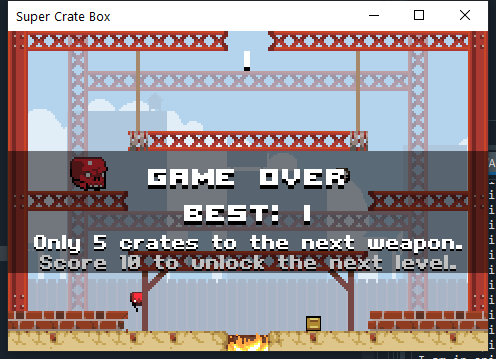 Super Crate Box
1
GAME OVER
BEST: 1
Only 5 crates to the next weapon.
Score 10 to unlock the next level.